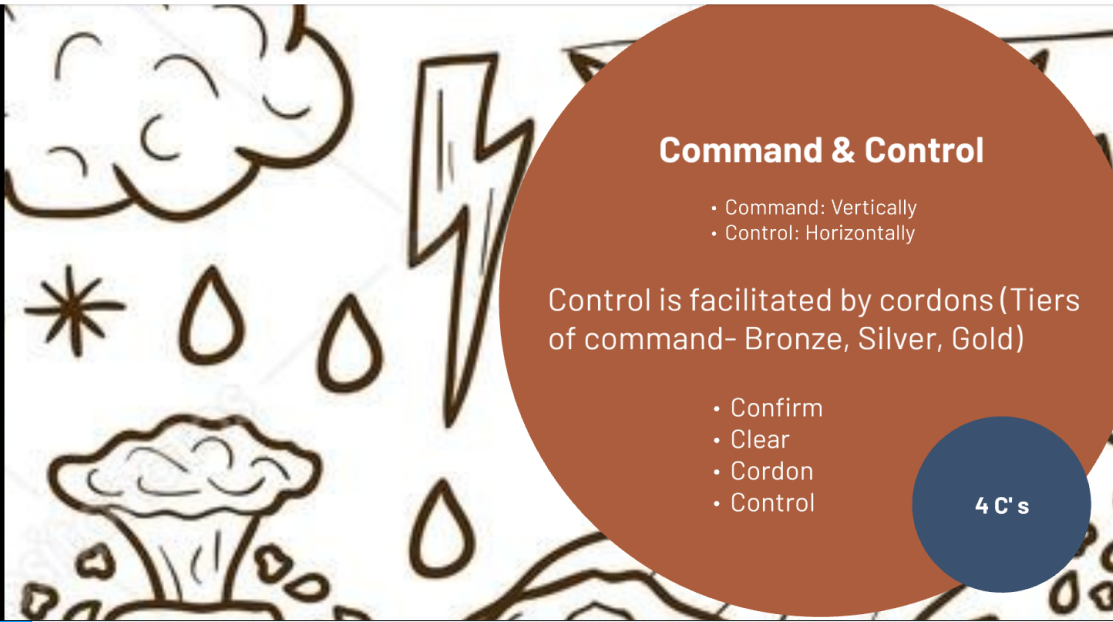 Command & Control
• Command: Vertically
• Control: Horizontally
Control is facilitated by cordons (Tiers
of command- Bronze, Silver, Gold)
• Confirm
• Clear
• Cordon
• Control
4 C's